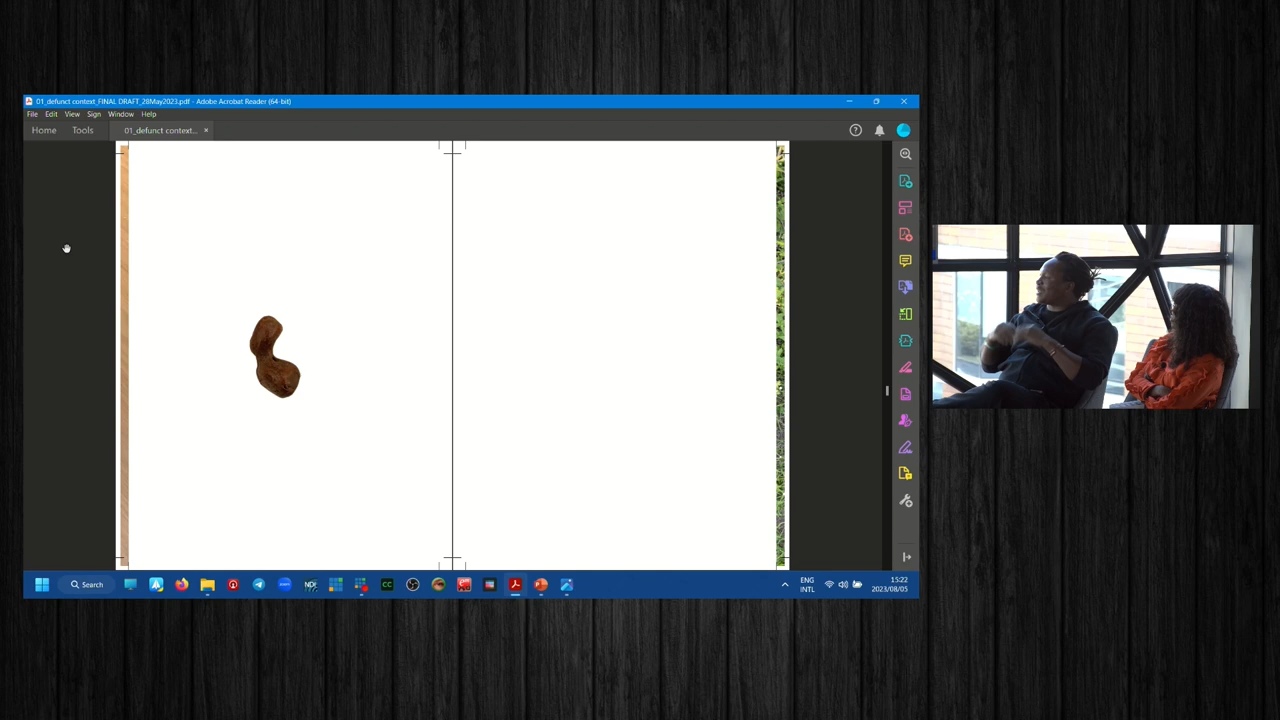 01_defunct context_FINAL DRAFT_28May2023.pdf - Adobe Acrobat Reader (64-bit)
File Edit View Sign Window Help
Home Tools 01_defunct context... ×
Search
CC
ENG
INTL
15:22
2023/08/05